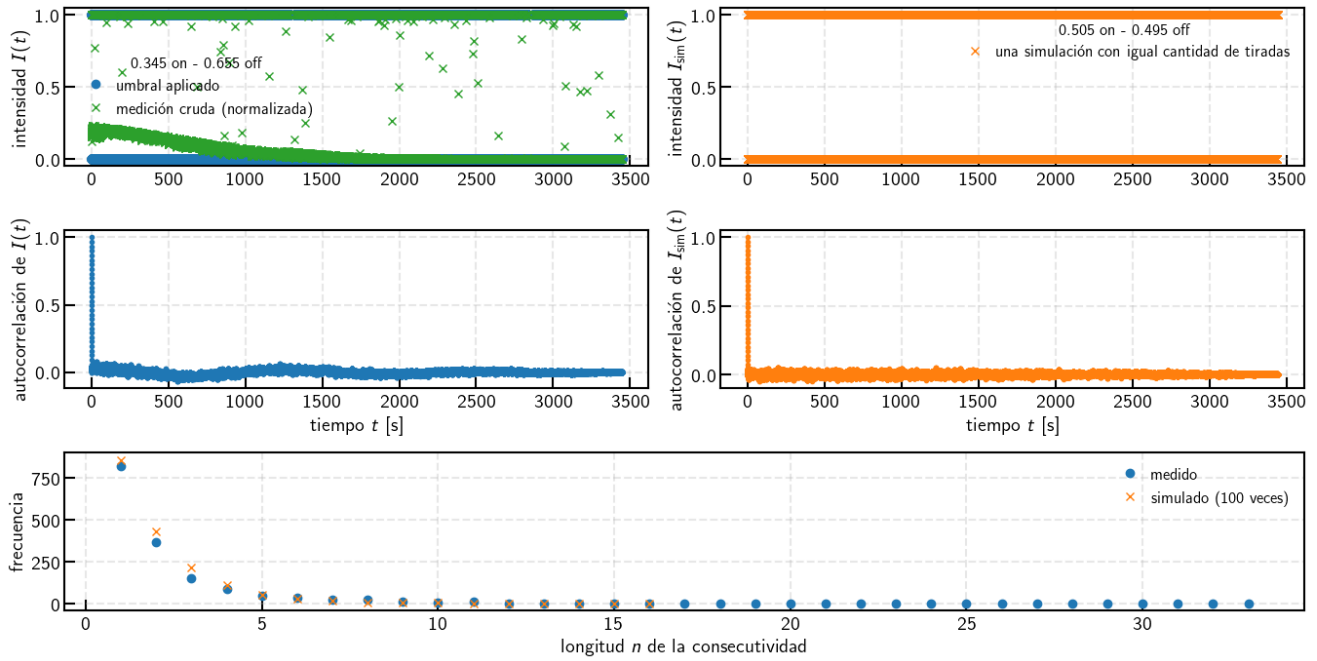 intensidad I(t)
1.0
0.5
0.0
0.345 on - 0.655 off
umbral aplicado
medición cruda (normalizada)
0 500 1000 1500 2000 2500 3000 3500
intensidad I_sim(t)
1.0
0.5
0.0
0.505 on - 0.495 off
una simulación con igual cantidad de tiradas
0 500 1000 1500 2000 2500 3000 3500
autoocorrelación de I(t)
1.0
0.5
0.0
0 500 1000 1500 2000 2500 3000 3500
tiempo t [s]
autoocorrelación de I_sim(t)
1.0
0.5
0.0
0 500 1000 1500 2000 2500 3000 3500
tiempo t [s]
frecuencia
750
500
250
0
medido
simulado (100 veces)
0 5 10 15 20 25 30
longitud n de la consecutividad